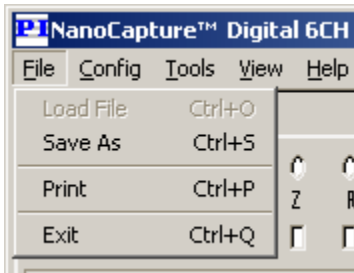 PI NanoCapture™ Digital 6CH
File Config Tools View Help
Load File Ctrl+O
Save As Ctrl+S
Print Ctrl+P
Z
Exit Ctrl+Q